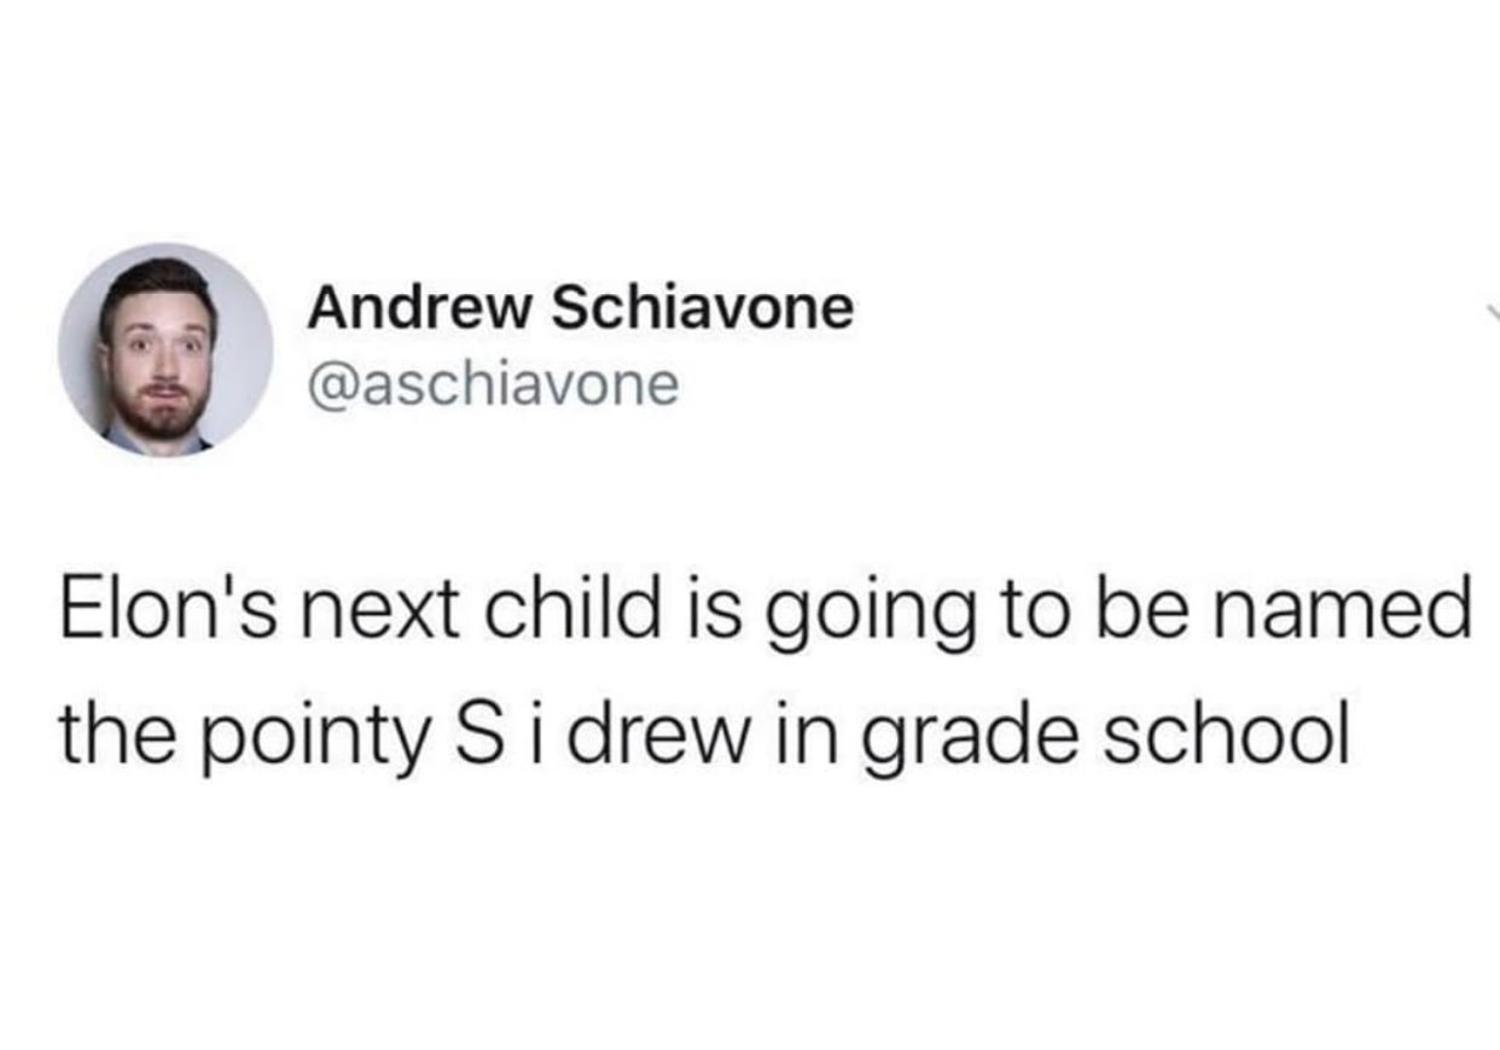 Andrew Schiavone
@aschiavone
Elon's next child is going to be named
the pointy S i drew in grade school